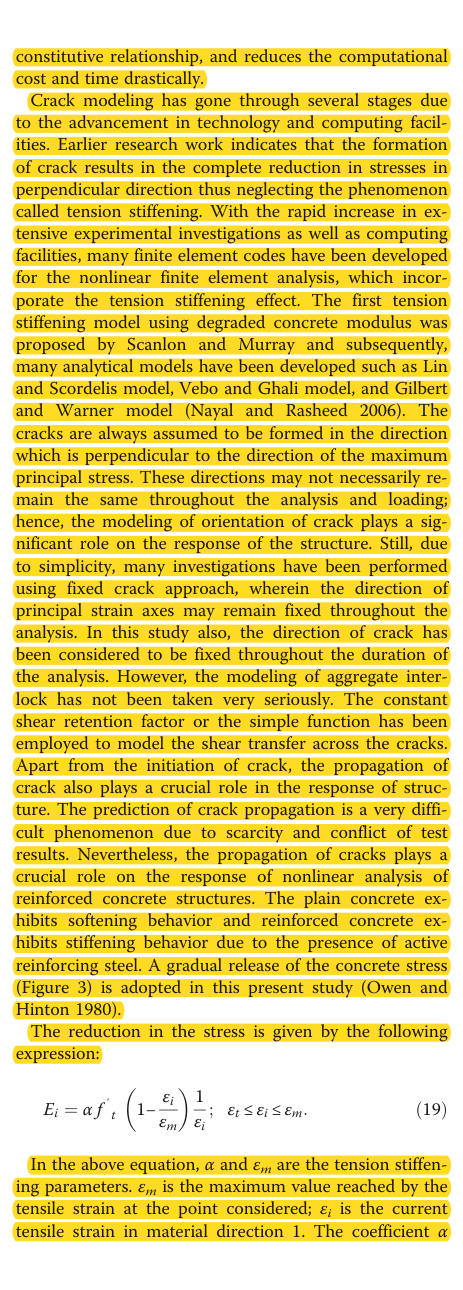 constitutive relationship, and reduces the computational
cost and time drastically.
Crack modeling has gone through several stages due
to the advancement in technology and computing facil-
ities. Earlier research work indicates that the formation
of crack results in the complete reduction in stresses in
perpendicular direction thus neglecting the phenomenon
called tension stiffening. With the rapid increase in ex-
tensive experimental investigations as well as computing
facilities, many finite element codes have been developed
for the nonlinear finite element analysis, which incor-
porate the tension stiffening effect. The first tension
stiffening model using degraded concrete modulus was
proposed by Scanlon and Murray and subsequently,
many analytical models have been developed such as Lin
and Scordelis model, Vebo and Ghali model, and Gilbert
and Warner model (Nayal and Rasheed 2006). The
cracks are always assumed to be formed in the direction
which is perpendicular to the direction of the maximum
principal stress. These directions may not necessarily re-
main the same throughout the analysis and loading;
hence, the modeling of orientation of crack plays a sig-
nificant role on the response of the structure. Still, due
to simplicity, many investigations have been performed
using fixed crack approach, wherein the direction of
principal strain axes may remain fixed throughout the
analysis. In this study also, the direction of crack has
been considered to be fixed throughout the duration of
the analysis. However, the modeling of aggregate inter-
lock has not been taken very seriously. The constant
shear retention factor or the simple function has been
employed to model the shear transfer across the cracks.
Apart from the initiation of crack, the propagation of
crack also plays a crucial role in the response of struc-
ture. The prediction of crack propagation is a very diffi-
cult phenomenon due to scarcity and conflict of test
results. Nevertheless, the propagation of cracks plays a
crucial role on the response of nonlinear analysis of
reinforced concrete structures. The plain concrete ex-
hibits softening behavior and reinforced concrete ex-
hibits stiffening behavior due to the presence of active
reinforcing steel. A gradual release of the concrete stress
(Figure 3) is adopted in this present study (Owen and
Hinton 1980).
The reduction in the stress is given by the following
expression:
E_i = αf'_t (1–ε_i/ε_m) 1/ε_i; ε_t ≤ ε_i ≤ ε_m. (19)
In the above equation, α and ε_m are the tension stiffen-
ing parameters. ε_m is the maximum value reached by the
tensile strain at the point considered; ε_i is the current
tensile strain in material direction 1. The coefficient α